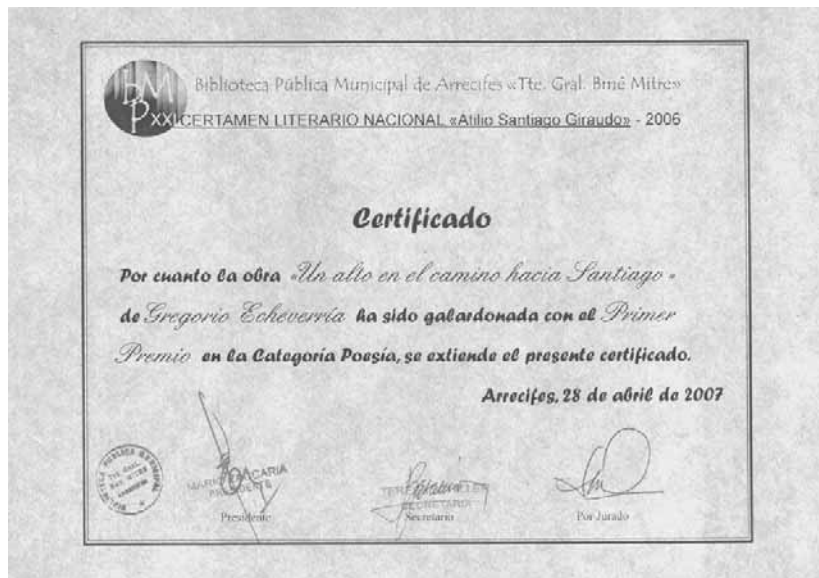 BMP
Biblioteca Pública Municipal de Arrecifes «Tte. Gral. Bmé Mitre»
XXI CERTAMEN LITERARIO NACIONAL «Atilio Santiago Giraudo» - 2006
Certificado
Por cuanto la obra «Un alto en el camino hacia Santiago»
de Gregorio Echeverría ha sido galardonada con el Primer
Premio en la Categoría Poesía, se extiende el presente certificado.
Arrecifes, 28 de abril de 2007
PRESIDENTE
SECRETARIA
Presidente
Secretario
Por Jurado